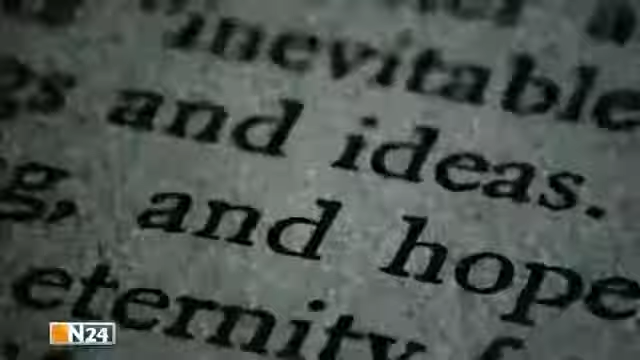 inevitable
and ideas.
g, and hope
eternity
N24